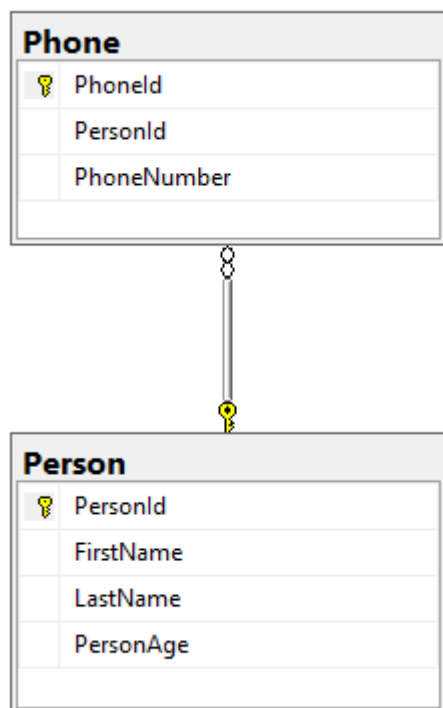 Phone
PhoneId
PersonId
PhoneNumber
Person
PersonId
FirstName
LastName
PersonAge